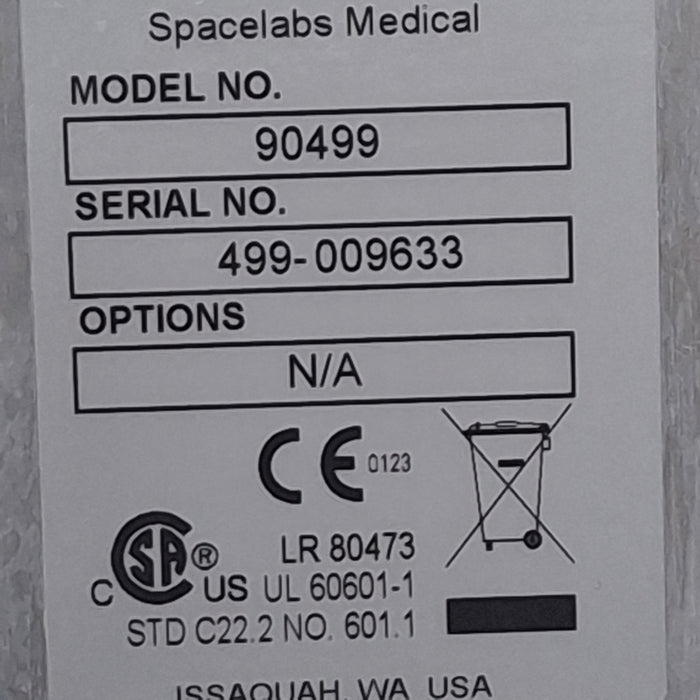 Spacelabs Medical
MODEL NO.
90499
SERIAL NO.
499-009633
OPTIONS
N/A
CE 0123
C SA ® US LR 80473
UL 60601-1
STD C22.2 NO. 601.1
ISSAQUAH, WA USA